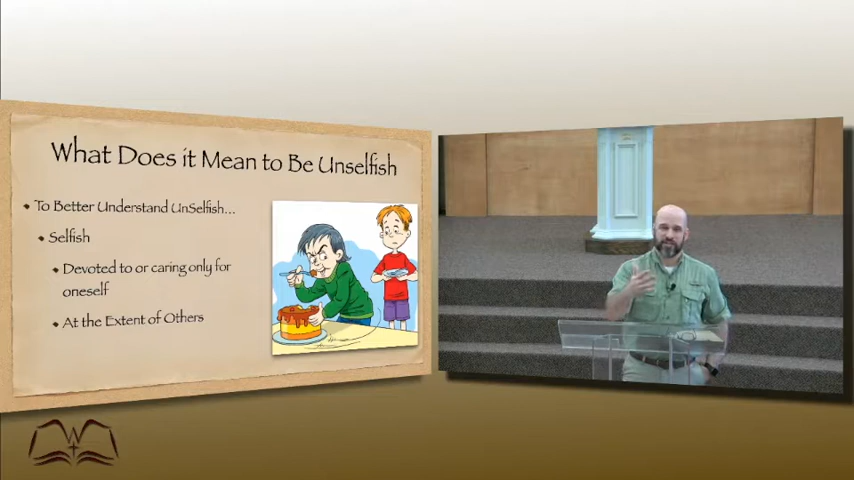 What Does it Mean to Be Unselfish
To Better Understand UnSelfish...
Selfish
Devoted to or caring only for
oneself
At the Extent of Others